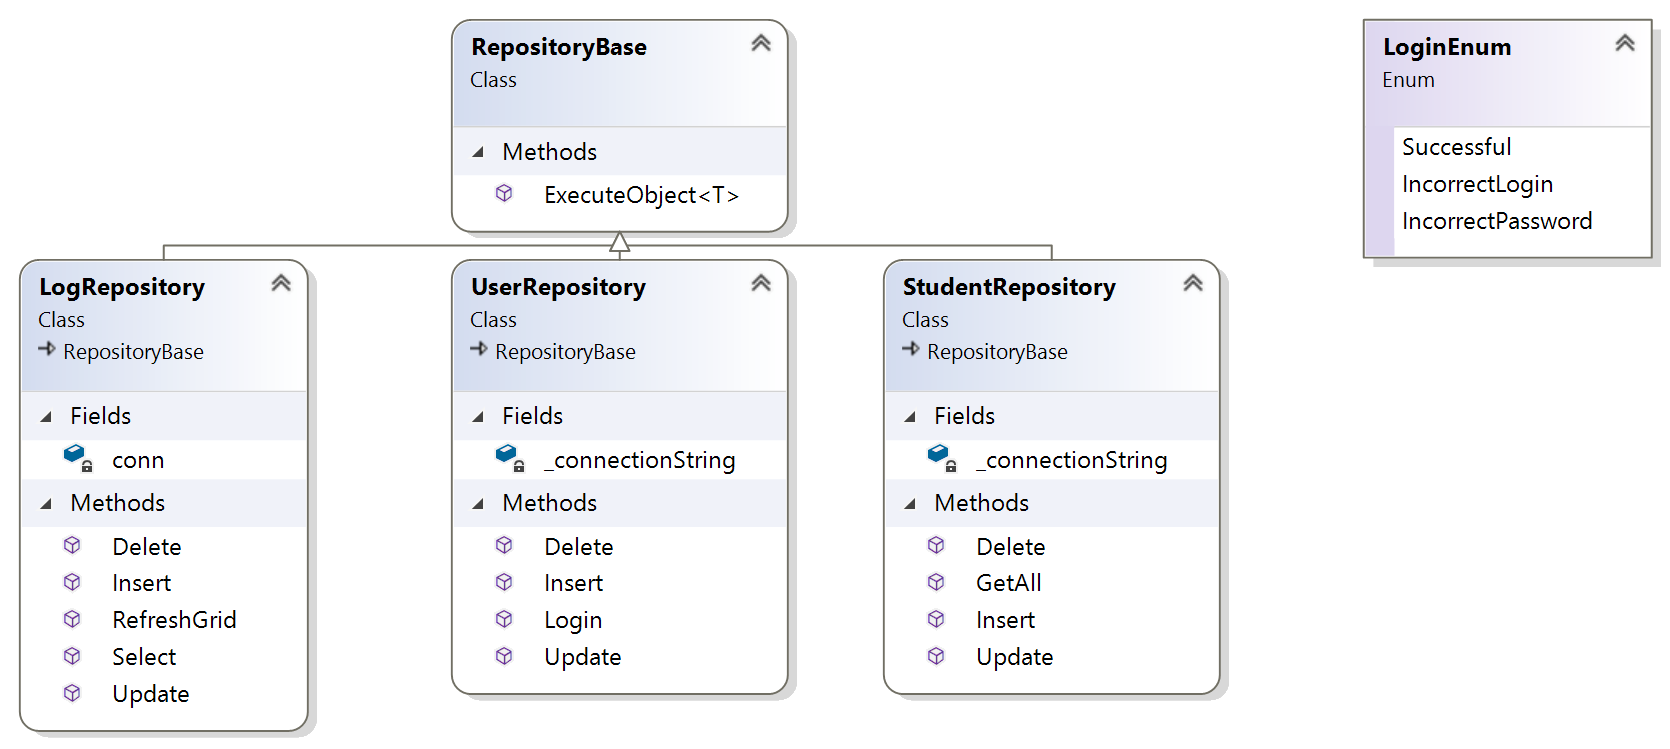 RepositoryBase
Class
Methods
ExecuteObject<T>
LoginEnum
Enum
Successful
IncorrectLogin
IncorrectPassword
LogRepository
Class
RepositoryBase
Fields
conn
Methods
Delete
Insert
RefreshGrid
Select
Update
UserRepository
Class
RepositoryBase
Fields
_connectionString
Methods
Delete
Insert
Login
Update
StudentRepository
Class
RepositoryBase
Fields
_connectionString
Methods
Delete
GetAll
Insert
Update